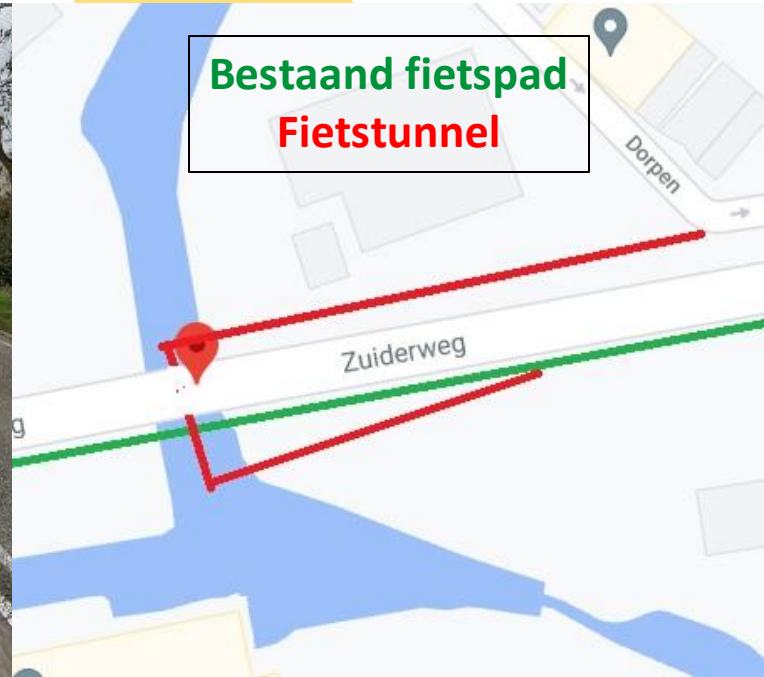 Bestaand fietspad
Fietstunnel
Dorpen
Zuiderweg
g